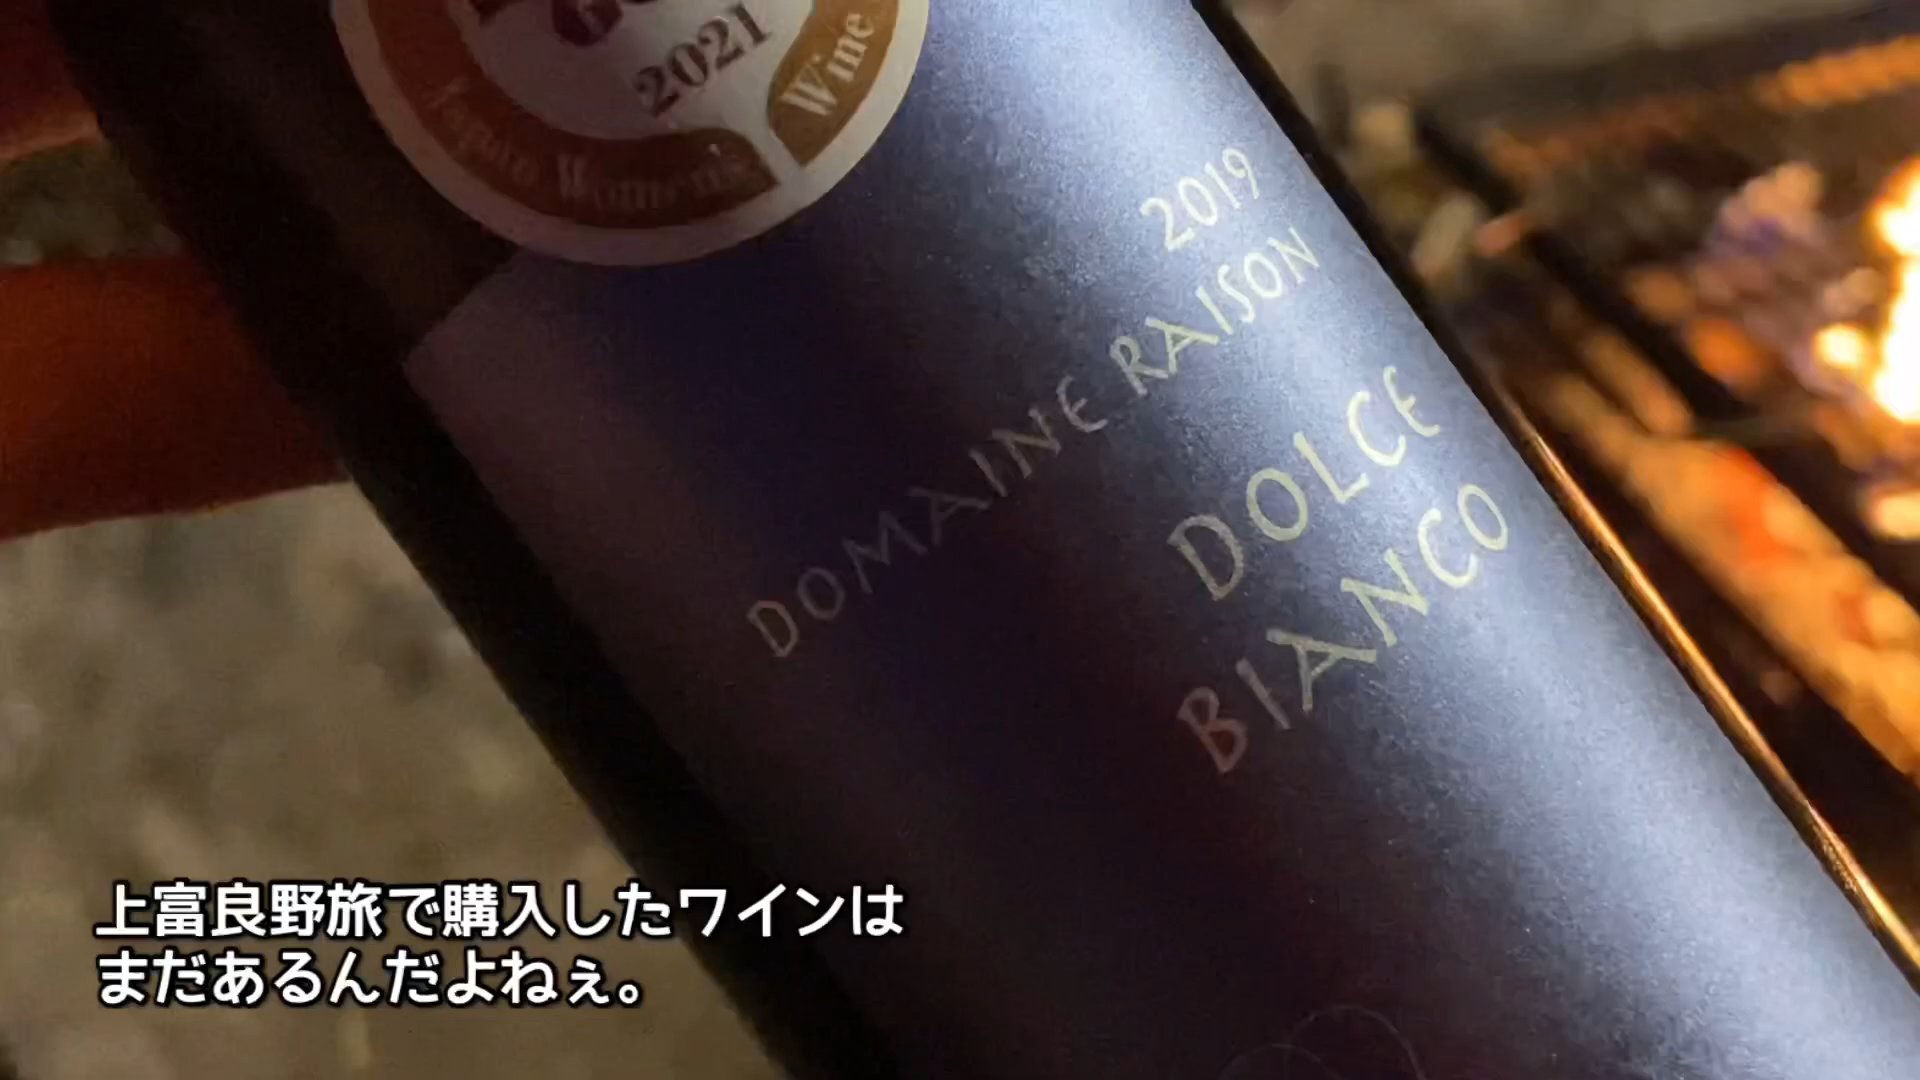 2021
Women's
Wine
2019
DOMAINE RAISON
DOLCE
BIANCO
上富良野旅で購入したワインは
まだあるんだよねぇ。